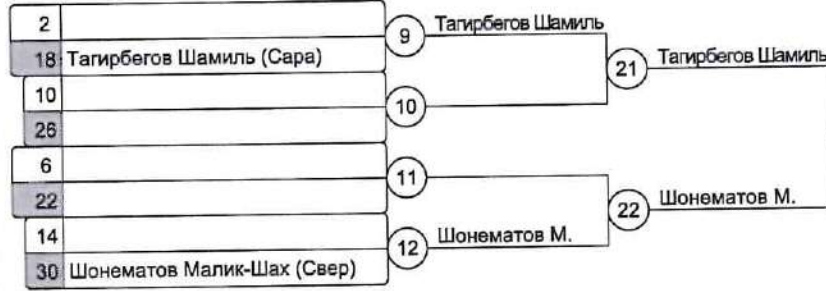 2
9 Тагирбегов Шамиль
18 Тагирбегов Шамиль (Сара)
21 Тагирбегов Шамиль
10
10
26
6
11
22
22 Шонематов М.
14
12 Шонематов М.
30 Шонематов Малик-Шах (Свер)